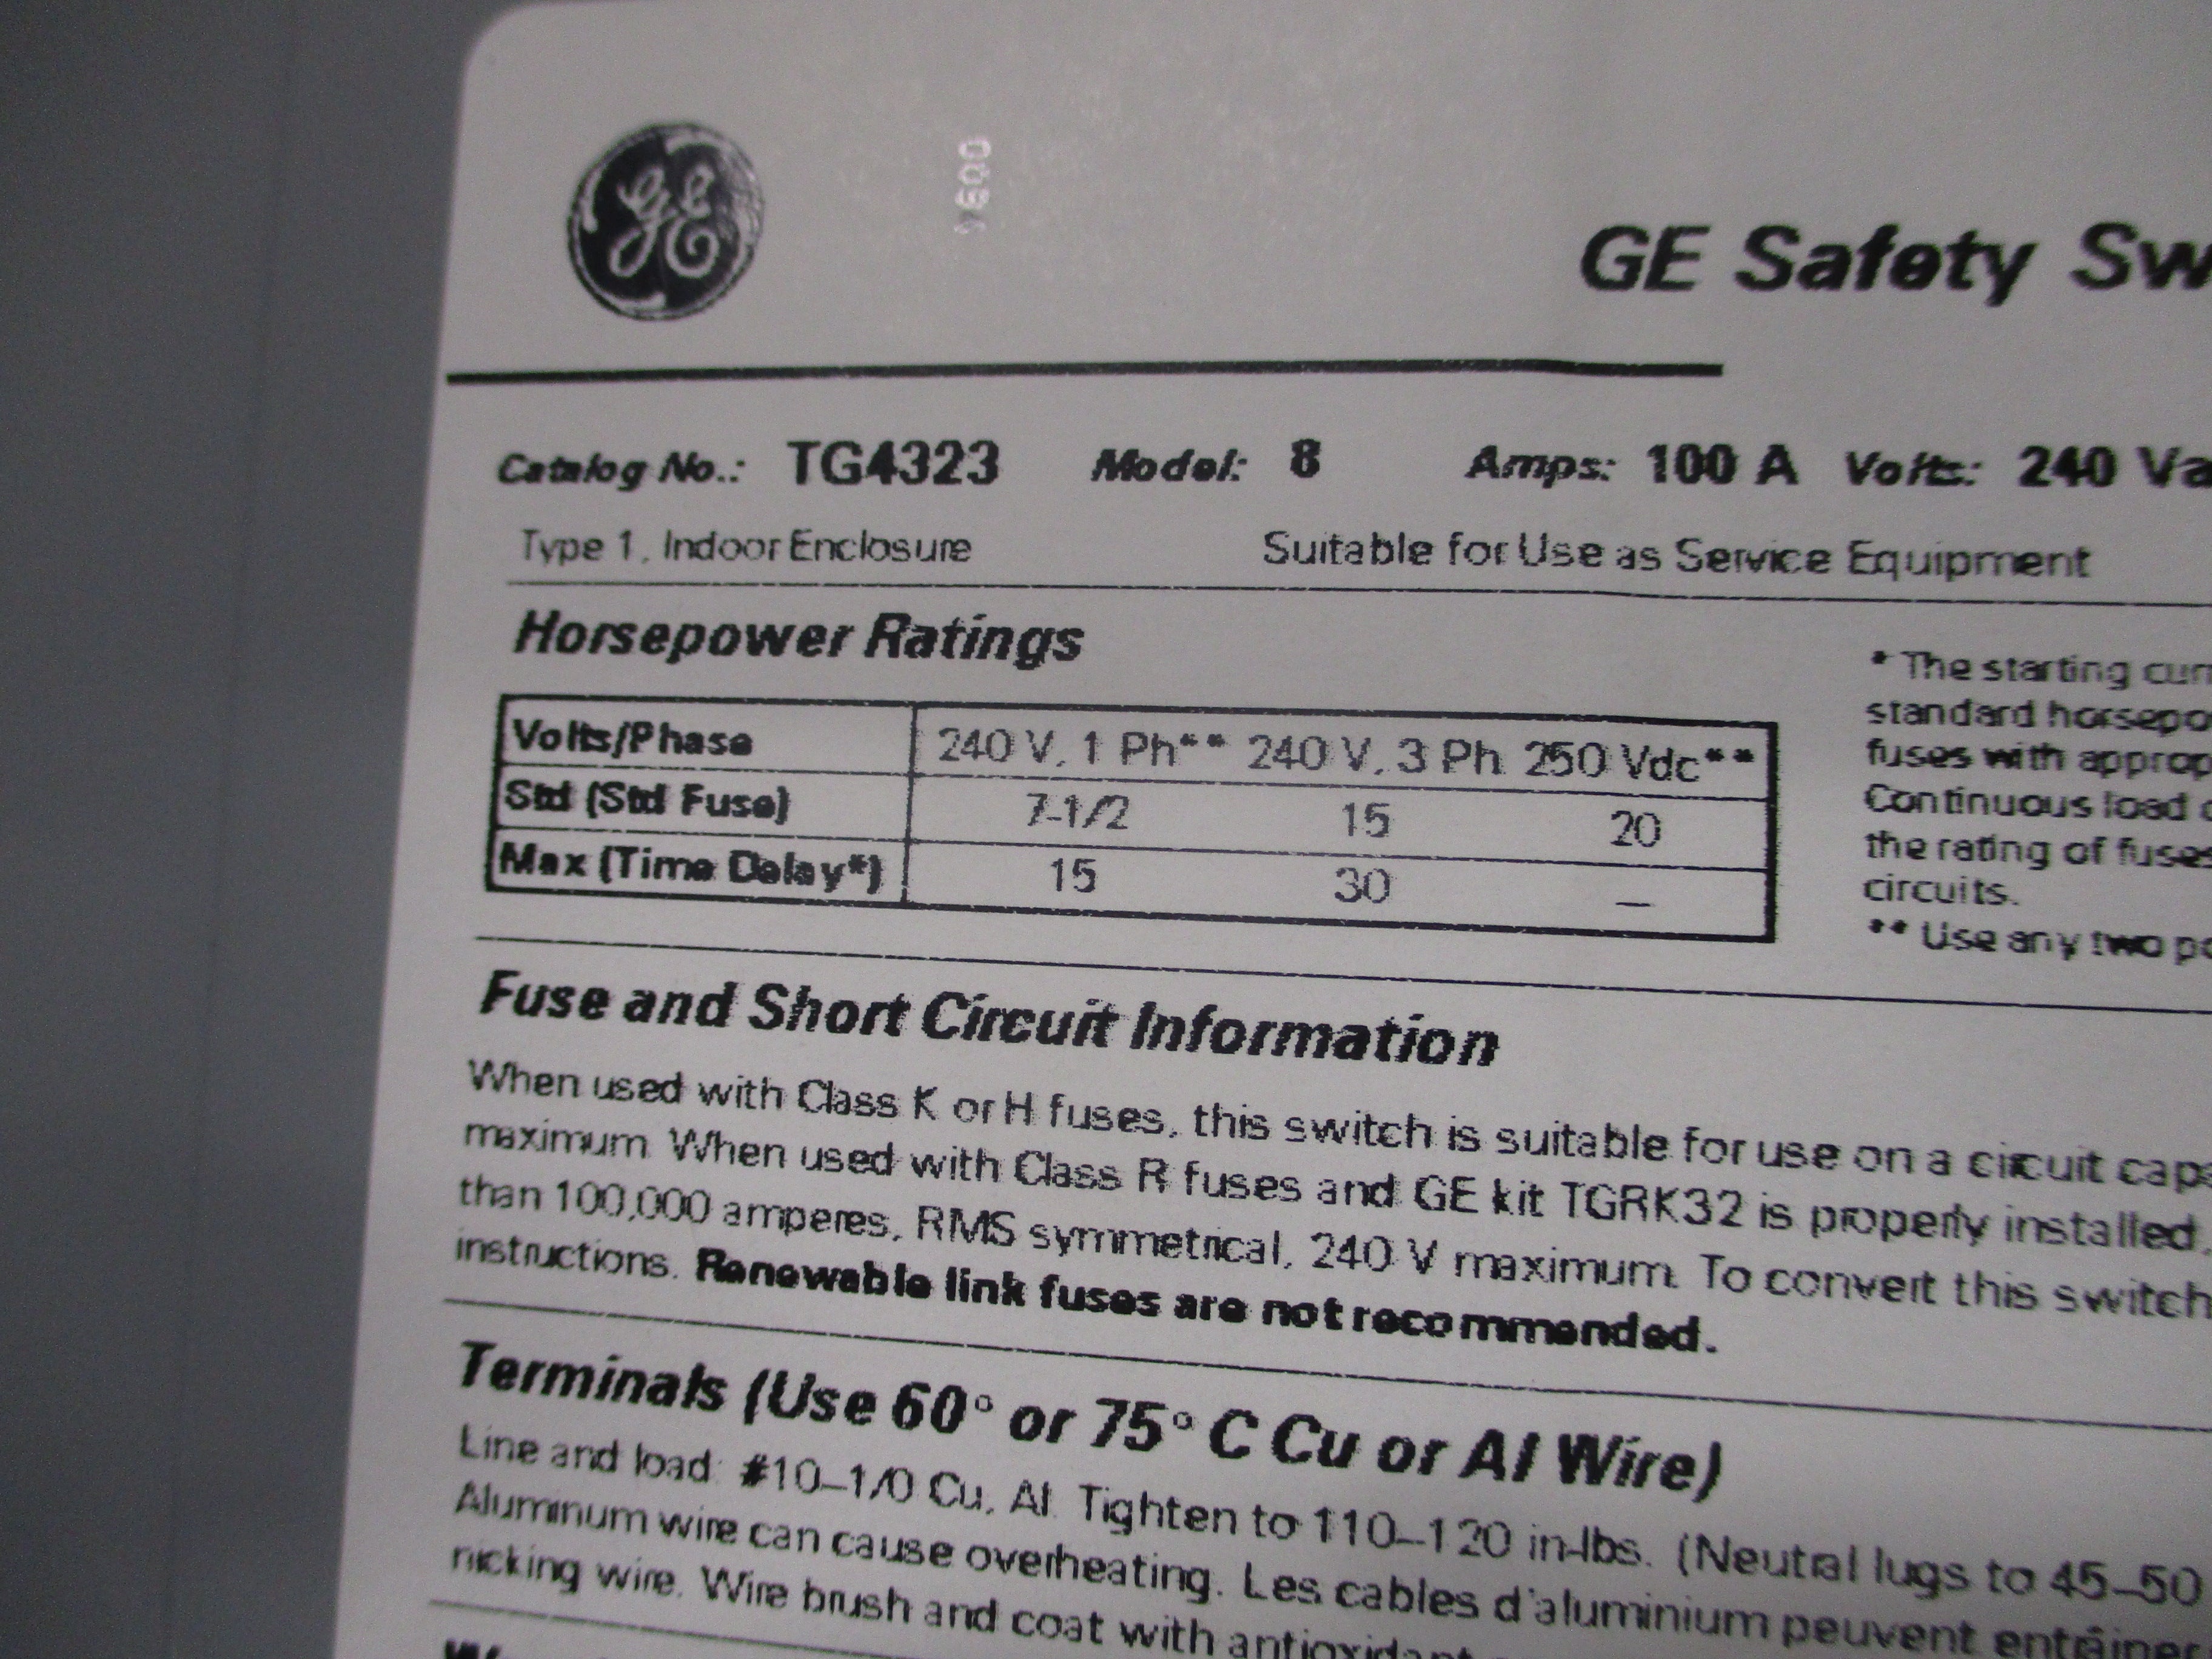 GE
GE Safety Sw
Catalog No.: TG4323 Model: 8 Amps: 100 A Volts: 240 Va
Type 1, Indoor Enclosure Suitable for Use as Service Equipment
Horsepower Ratings
Volts/Phase 240 V, 1 Ph** 240 V, 3 Ph 250 Vdc**
Std (Std Fuse) 7-1/2 15 20
Max (Time Delay*) 15 30 —
* The starting curr
standard horsepo
fuses with approp
Continuous load
the rating of fuses
circuits.
** Use any two po
Fuse and Short Circuit Information
When used with Class K or H fuses, this switch is suitable for use on a circuit capa
maximum. When used with Class R fuses and GE kit TGRK32 is properly installed,
than 100,000 amperes, RMS symmetrical, 240 V maximum. To convert this switch
instructions. Renewable link fuses are not recommended.
Terminals (Use 60° or 75° C Cu or Al Wire)
Line and load: #10–1/0 Cu, Al. Tighten to 110–120 in-lbs. (Neutral lugs to 45–50
Aluminum wire can cause overheating. Les cables d'aluminium peuvent entrâiner
nicking wire. Wire brush and coat with antioxidant